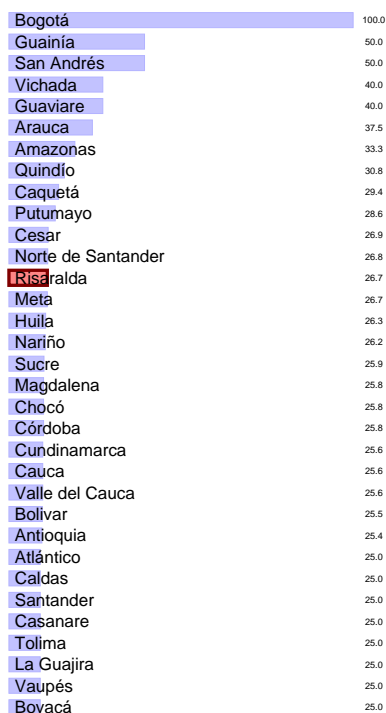 Bogotá 100.0
Guainía 50.0
San Andrés 50.0
Vichada 40.0
Guaviare 40.0
Arauca 37.5
Amazonas 33.3
Quindío 30.8
Caquetá 29.4
Putumayo 28.6
Cesar 26.9
Norte de Santander 26.8
Risaralda 26.7
Meta 26.7
Huila 26.3
Nariño 26.2
Sucre 25.9
Magdalena 25.8
Chocó 25.8
Córdoba 25.8
Cundinamarca 25.6
Cauca 25.6
Valle del Cauca 25.6
Bolivar 25.5
Antioquia 25.4
Atlántico 25.0
Caldas 25.0
Santander 25.0
Casanare 25.0
Tolima 25.0
La Guajira 25.0
Vaupés 25.0
Boyacá 25.0